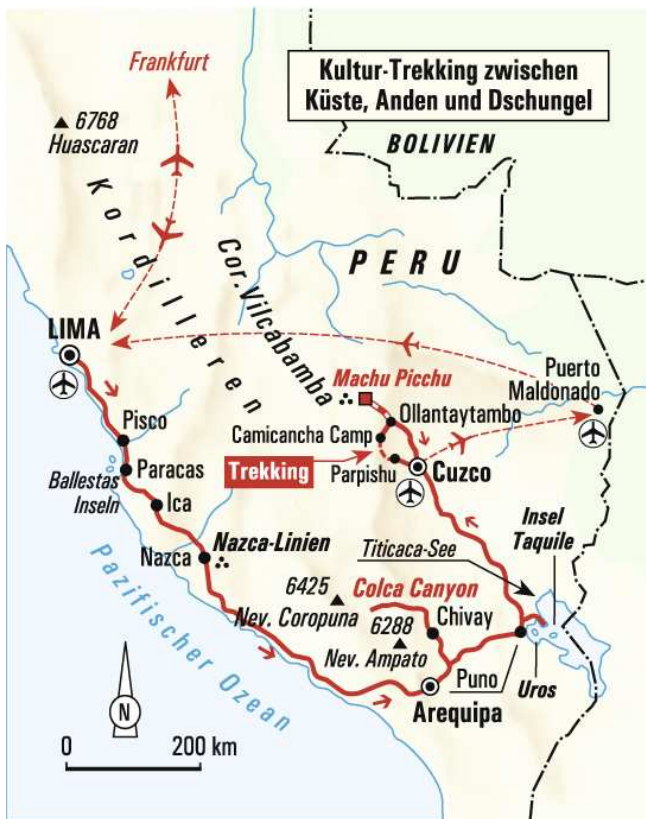 Kultur-Trekking zwischen
Küste, Anden und Dschungel
Frankfurt
6768
Huascaran
BOLIVIEN
Kordilleren
Cor. Vilcabamba
PERU
LIMA
Machu Picchu
Puerto
Maldonado
Ollantaytambo
Pisco
Camicancha Camp
Trekking
Parpishu
Cuzco
Paracas
Ballestas
Inseln
Ica
Nazca
Nazca-Linien
Insel
Taquile
Titicaca-See
Pazifischer Ozean
6425
Nev. Coropuna
Colca Canyon
6288
Nev. Ampato
Chivay
Puno
Uros
Arequipa
N
0 200 km